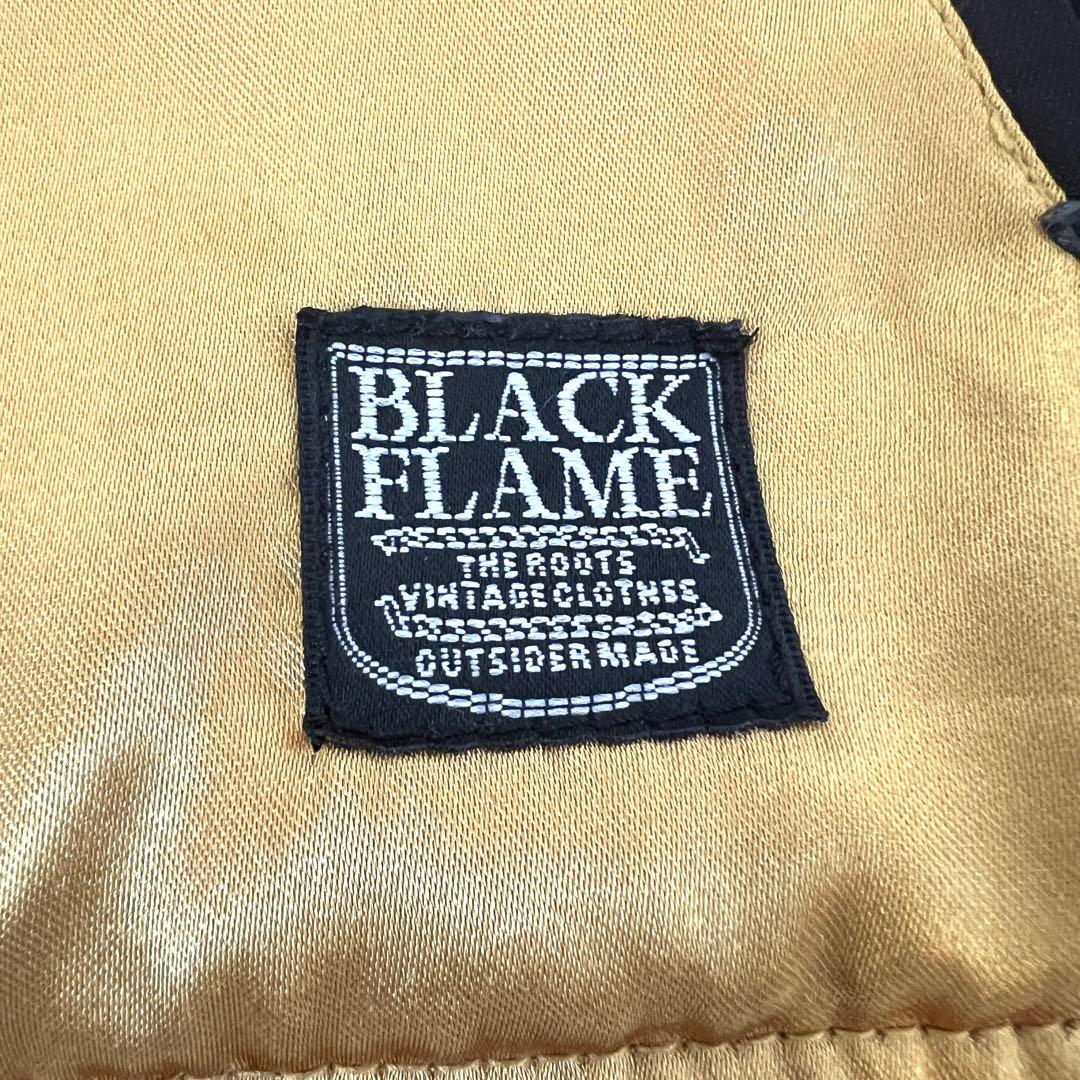 BLACK
FLAME
THE ROOTS
VINTAGE CLOTHES
OUTSIDER MADE